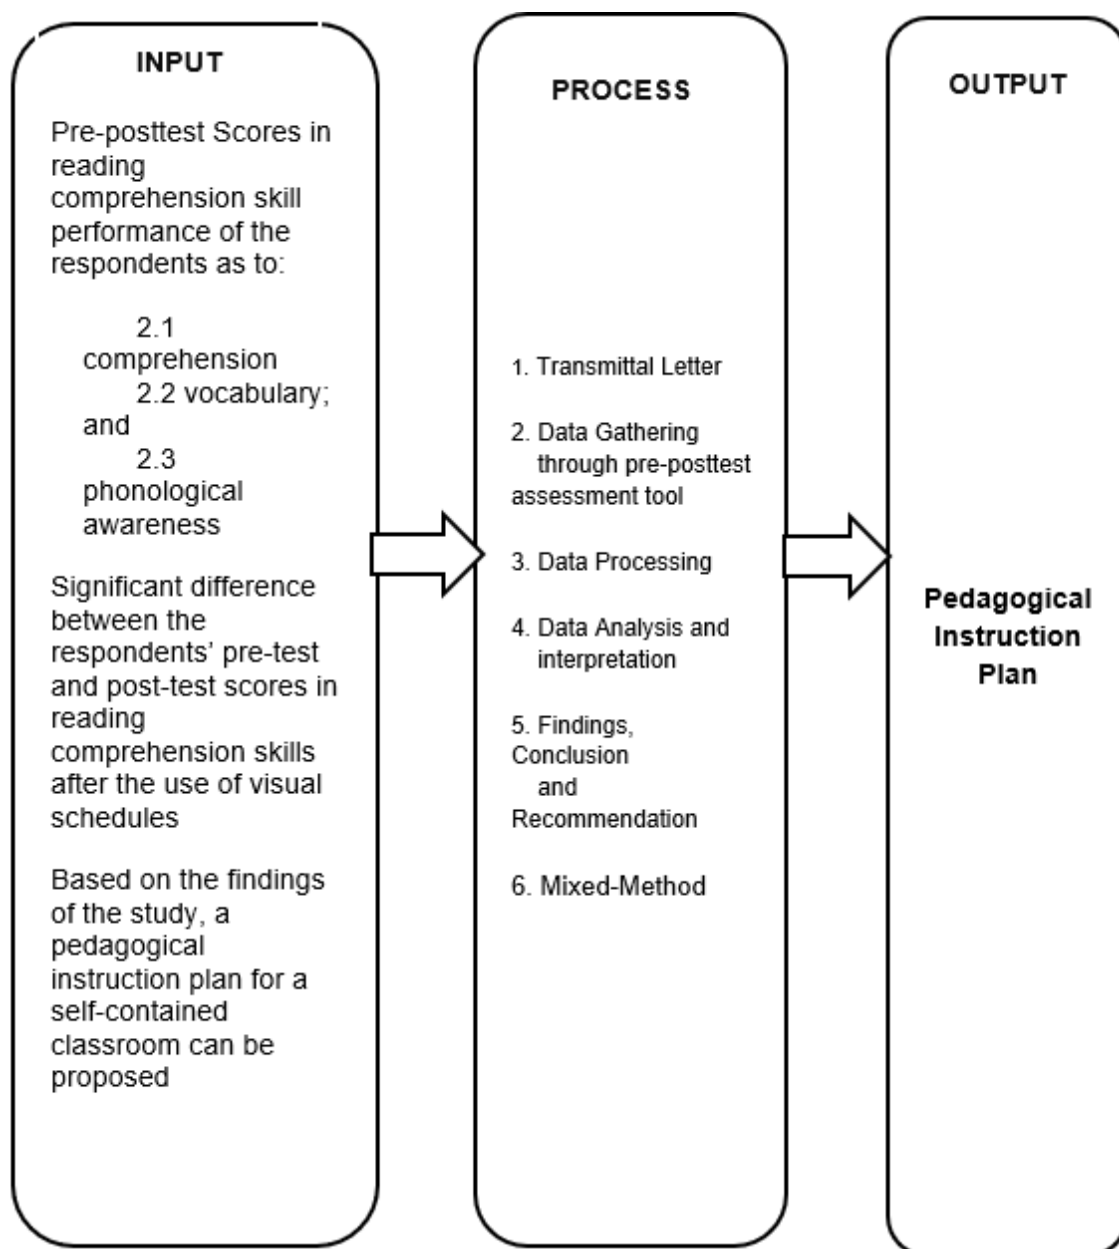 INPUT
Pre-posttest Scores in
reading
comprehension skill
performance of the
respondents as to:
2.1
comprehension
2.2 vocabulary;
and
2.3
phonological
awareness
Significant difference
between the
respondents’ pre-test
and post-test scores in
reading
comprehension skills
after the use of visual
schedules
Based on the findings
of the study, a
pedagogical
instruction plan for a
self-contained
classroom can be
proposed
PROCESS
1. Transmittal Letter
2. Data Gathering
through pre-posttest
assessment tool
3. Data Processing
4. Data Analysis and
interpretation
5. Findings,
Conclusion
and
Recommendation
6. Mixed-Method
OUTPUT
Pedagogical
Instruction
Plan